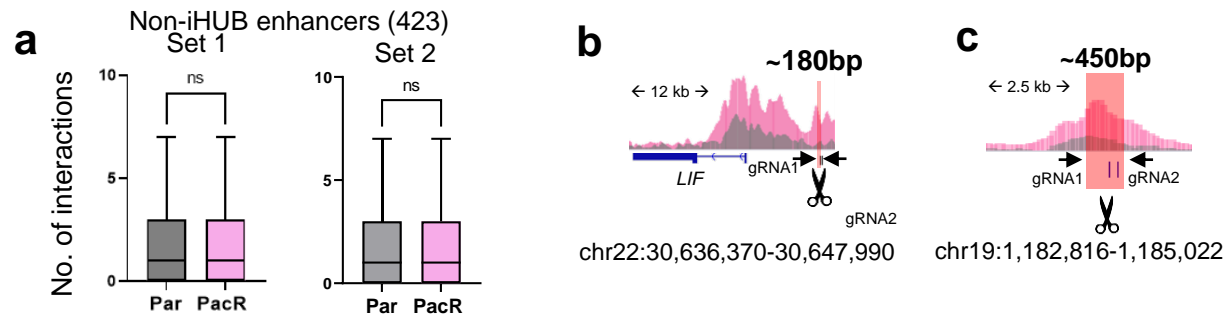 a
Non-iHUB enhancers (423)
Set 1
Set 2
No. of interactions
10
5
0
ns
Par PacR
10
5
0
ns
Par PacR
b
~180bp
← 12 kb →
LIF
gRNA1
gRNA2
chr22:30,636,370-30,647,990
c
~450bp
← 2.5 kb →
gRNA1
gRNA2
chr19:1,182,816-1,185,022